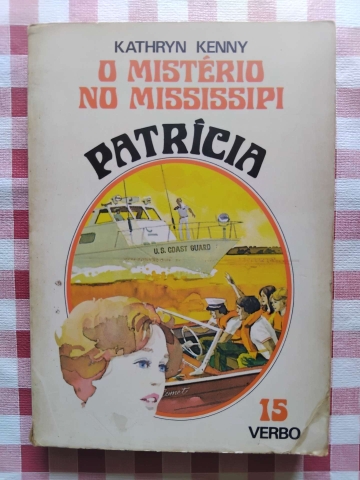 KATHRYN KENNY
O MISTÉRIO
NO MISSISSIPI
PATRÍCIA
U.S. COAST GUARD
15
VERBO